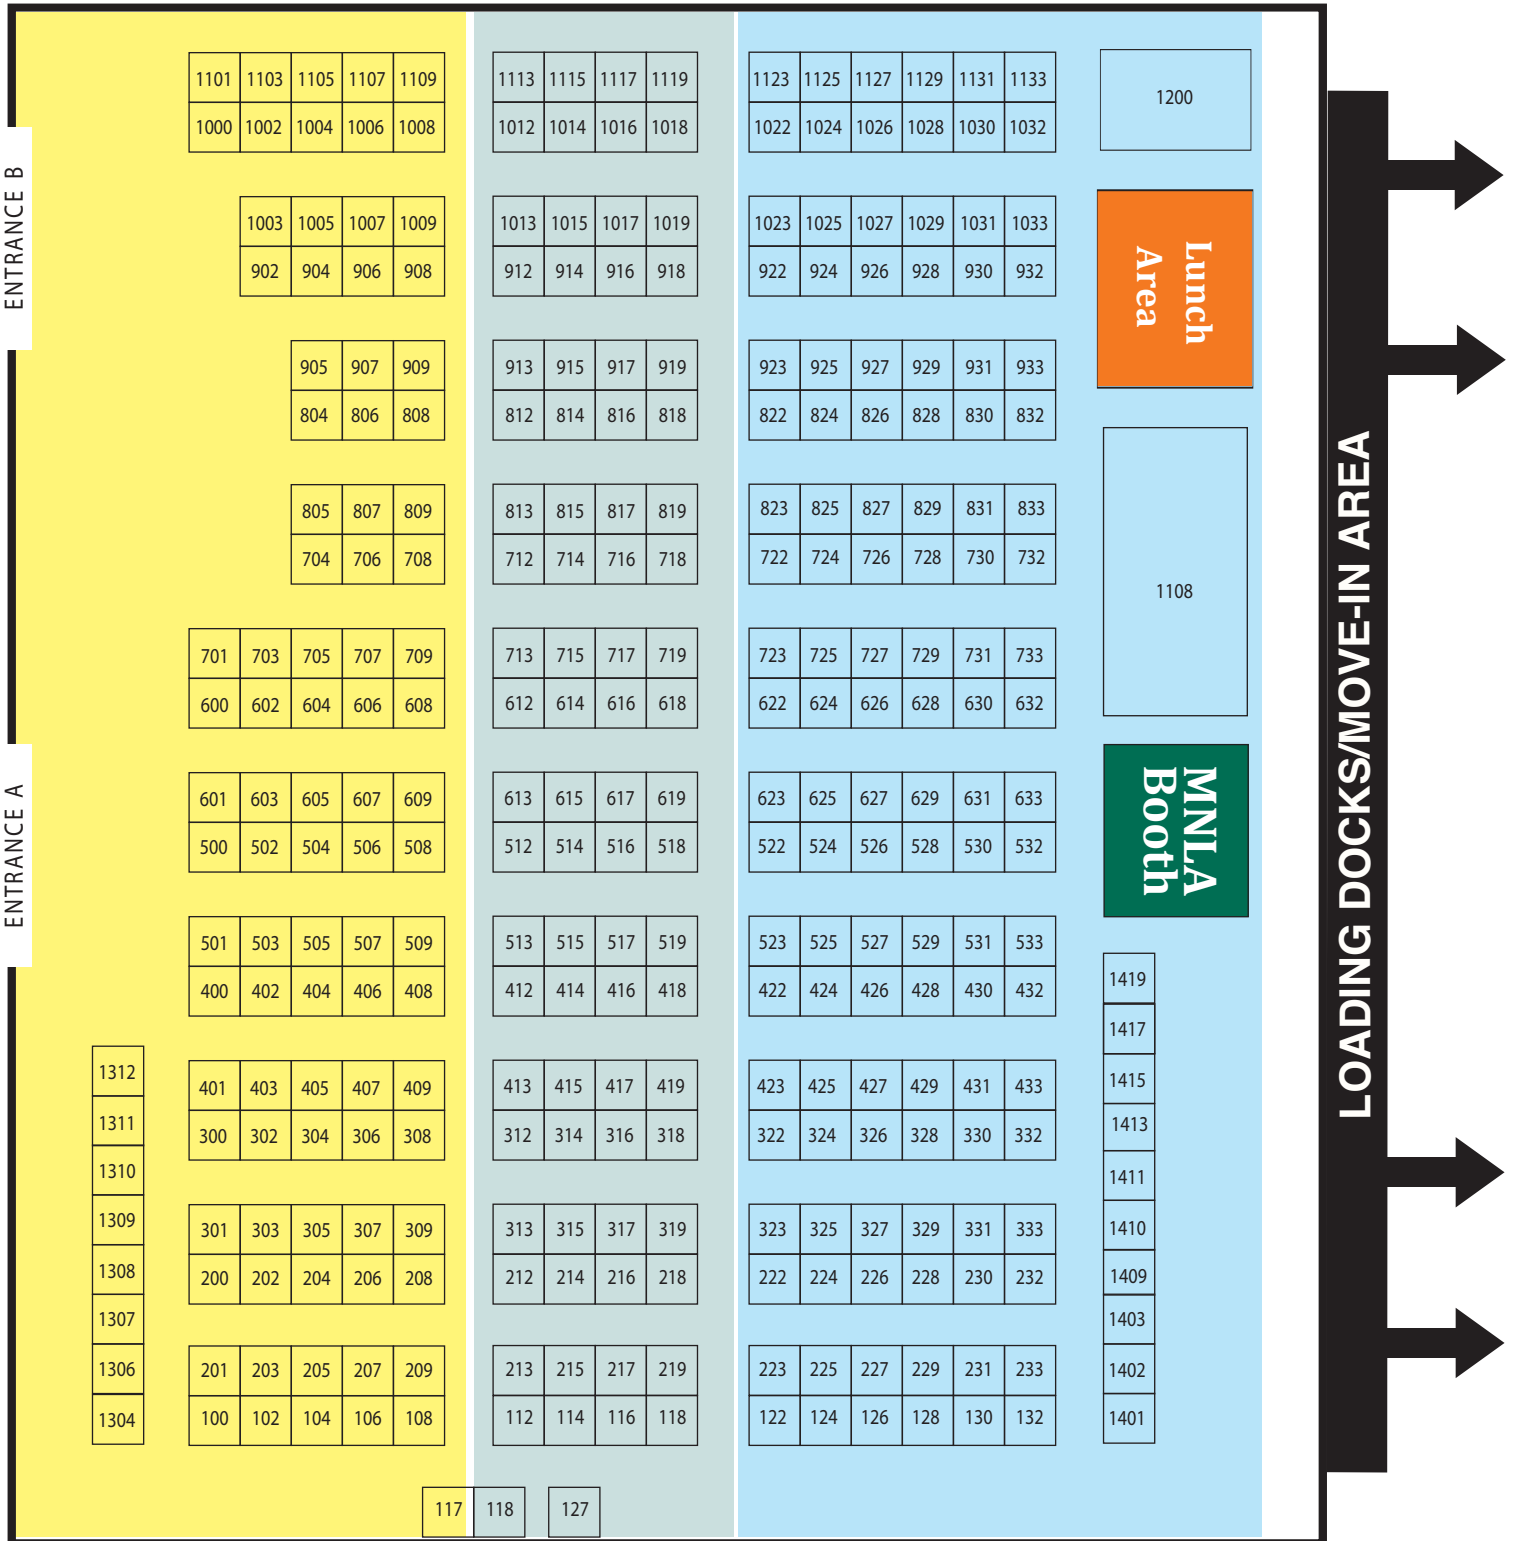 1101 1103 1105 1107 1109 1113 1115 1117 1119 1123 1125 1127 1129 1131 1133
1200
1000 1002 1004 1006 1008 1012 1014 1016 1018 1022 1024 1026 1028 1030 1032
ENTRANCE B
1003 1005 1007 1009 1013 1015 1017 1019 1023 1025 1027 1029 1031 1033
902 904 906 908 912 914 916 918 922 924 926 928 930 932
Lunch
Area
905 907 909 913 915 917 919 923 925 927 929 931 933
804 806 808 812 814 816 818 822 824 826 828 830 832
805 807 809 813 815 817 819 823 825 827 829 831 833
704 706 708 712 714 716 718 722 724 726 728 730 732
1108
LOADING DOCKS/MOVE-IN AREA
701 703 705 707 709 713 715 717 719 723 725 727 729 731 733
600 602 604 606 608 612 614 616 618 622 624 626 628 630 632
ENTRANCE A
601 603 605 607 609 613 615 617 619 623 625 627 629 631 633
500 502 504 506 508 512 514 516 518 522 524 526 528 530 532
MNLA
Booth
501 503 505 507 509 513 515 517 519 523 525 527 529 531 533
400 402 404 406 408 412 414 416 418 422 424 426 428 430 432
401 403 405 407 409 413 415 417 419 423 425 427 429 431 433
300 302 304 306 308 312 314 316 318 322 324 326 328 330 332
301 303 305 307 309 313 315 317 319 323 325 327 329 331 333
200 202 204 206 208 212 214 216 218 222 224 226 228 230 232
201 203 205 207 209 213 215 217 219 223 225 227 229 231 233
100 102 104 106 108 112 114 116 118 122 124 126 128 130 132
1312
1311
1310
1309
1308
1307
1306
1304
1419
1417
1415
1413
1411
1410
1409
1403
1402
1401
117 118 127